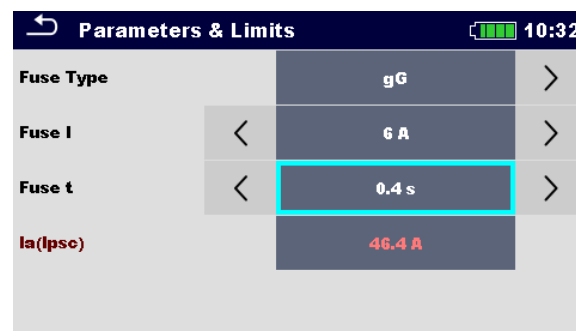 Parameters & Limits 10:32
Fuse Type gG
Fuse I 6 A
Fuse t 0.4 s
Ia(Ipsc) 46.4 A